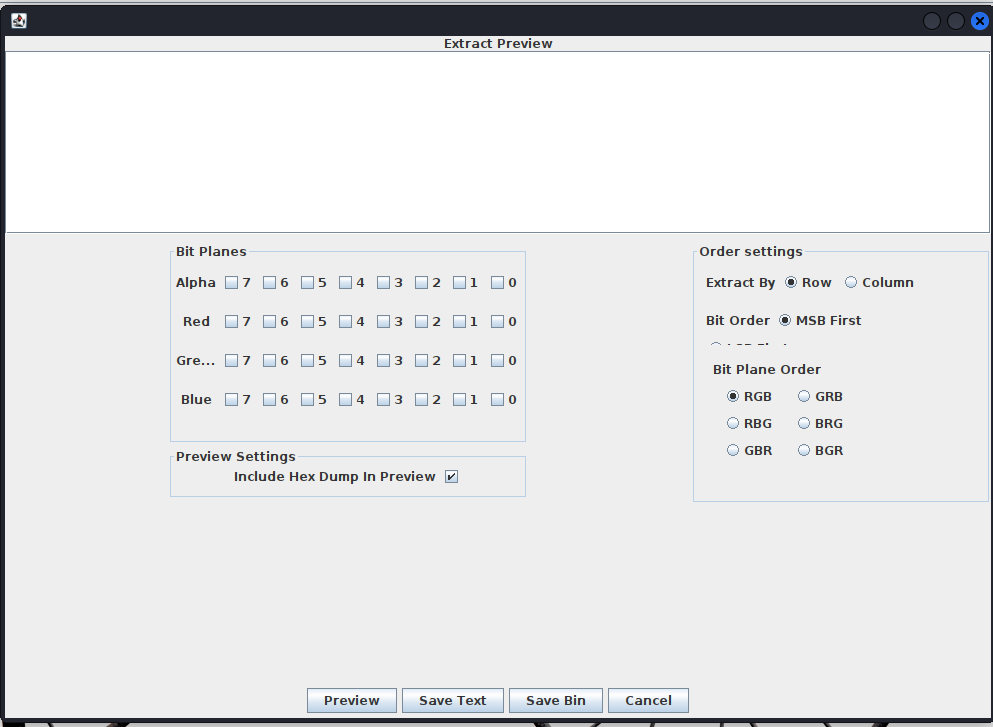 Extract Preview
Bit Planes
Alpha 7 6 5 4 3 2 1 0
Red 7 6 5 4 3 2 1 0
Gre... 7 6 5 4 3 2 1 0
Blue 7 6 5 4 3 2 1 0
Preview Settings
Include Hex Dump In Preview
Order settings
Extract By Row Column
Bit Order MSB First
Bit Plane Order
RGB GRB
RBG BRG
GBR BGR
Preview Save Text Save Bin Cancel